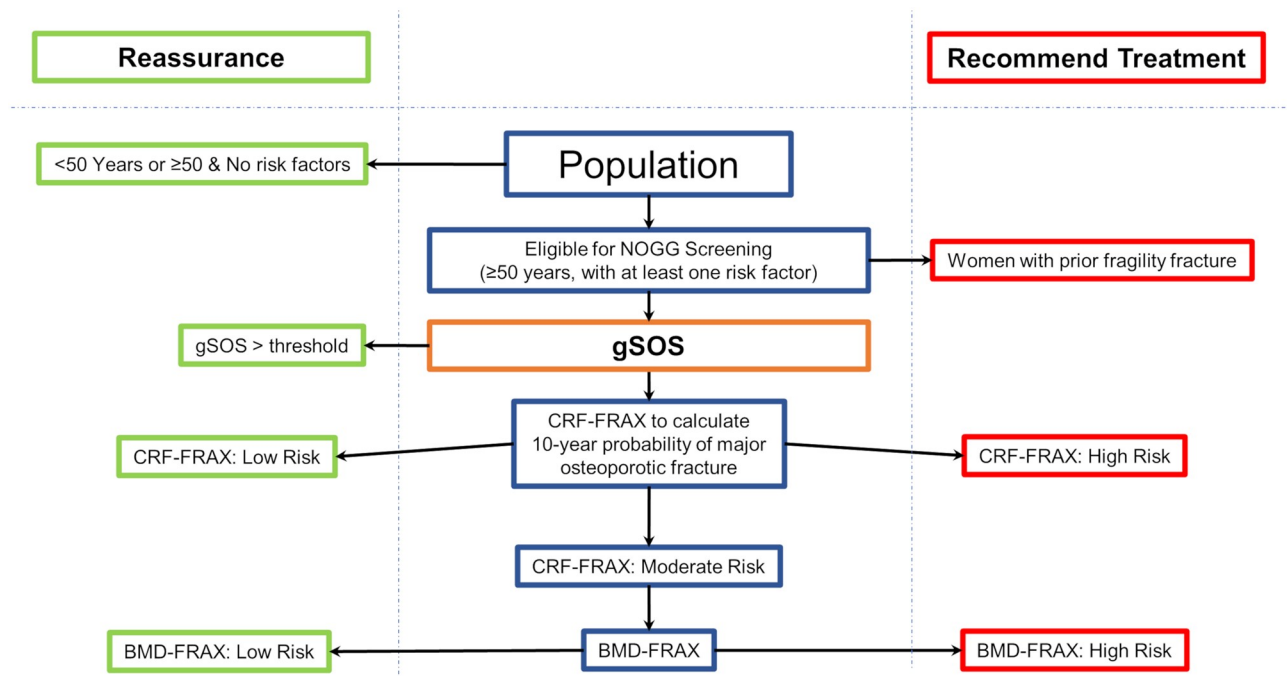 Reassurance
Recommend Treatment
<50 Years or ≥50 & No risk factors
Population
Eligible for NOGG Screening
(≥50 years, with at least one risk factor)
Women with prior fragility fracture
gSOS > threshold
gSOS
CRF-FRAX to calculate
10-year probability of major
osteoporotic fracture
CRF-FRAX: Low Risk
CRF-FRAX: High Risk
CRF-FRAX: Moderate Risk
BMD-FRAX: Low Risk
BMD-FRAX
BMD-FRAX: High Risk